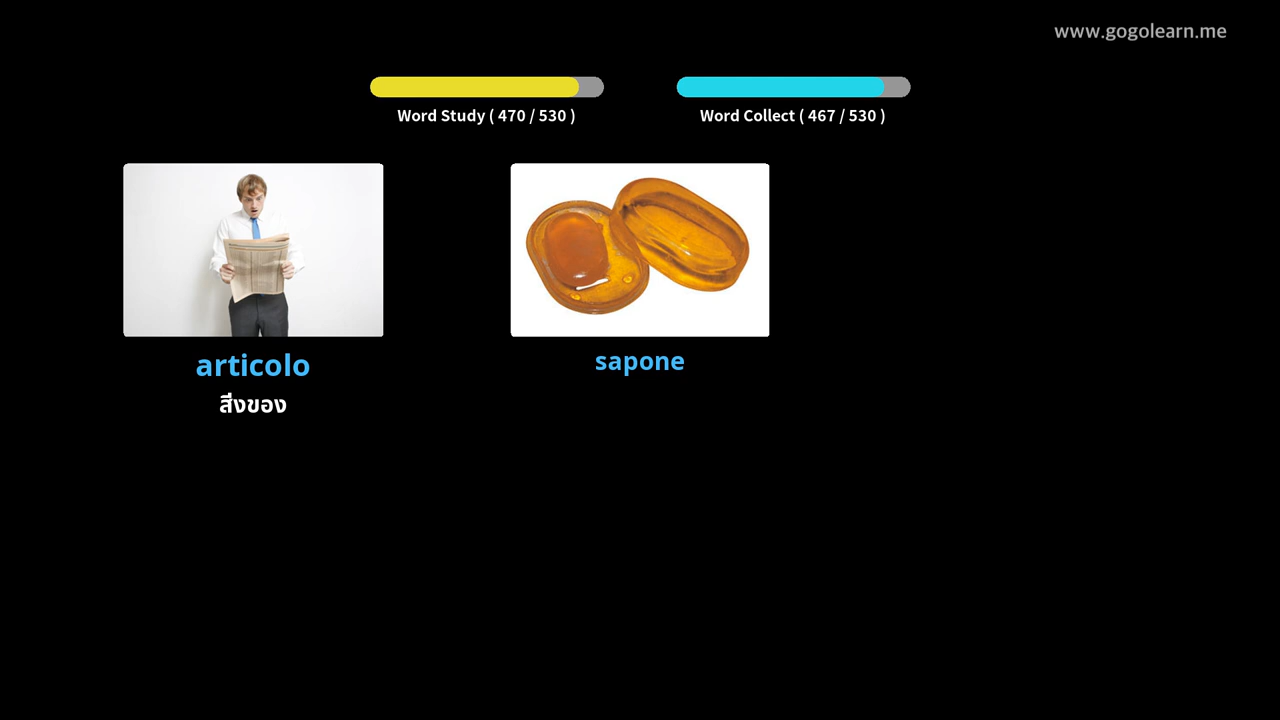 www.gogolearn.me
Word Study ( 470 / 530 )
Word Collect ( 467 / 530 )
articolo
สิ่งของ
sapone